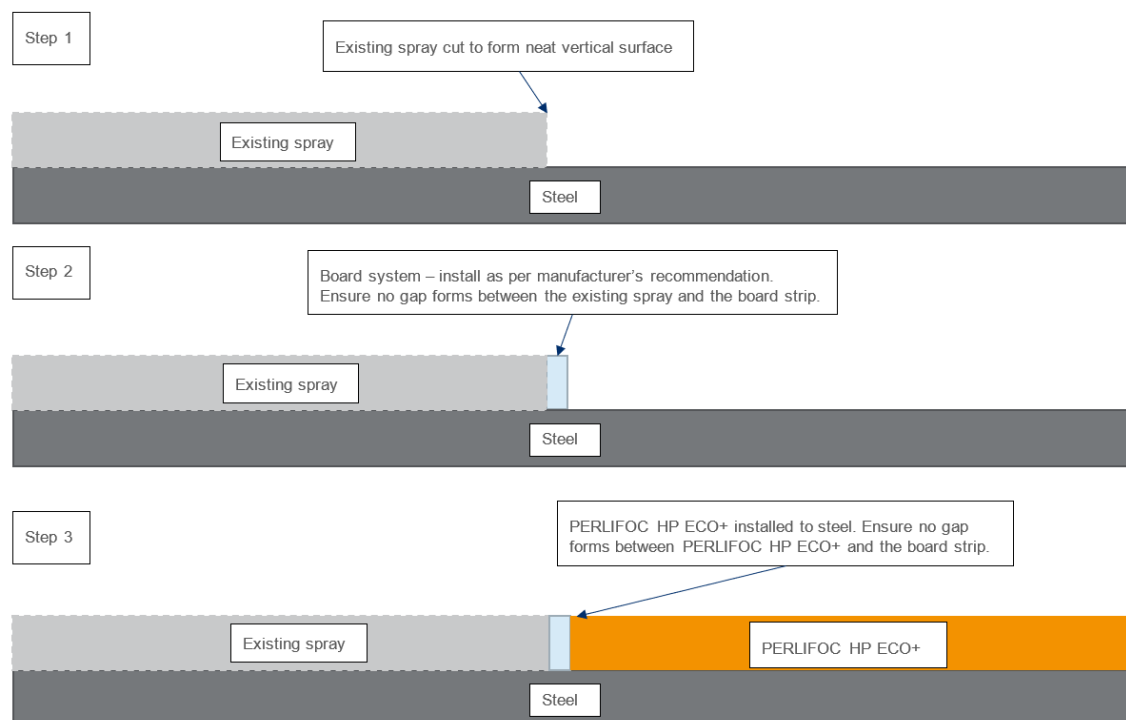 Step 1
Existing spray cut to form neat vertical surface
Existing spray
Steel
Step 2
Board system – install as per manufacturer's recommendation.
Ensure no gap forms between the existing spray and the board strip.
Existing spray
Steel
Step 3
PERLIFOC HP ECO+ installed to steel. Ensure no gap
forms between PERLIFOC HP ECO+ and the board strip.
Existing spray
PERLIFOC HP ECO+
Steel